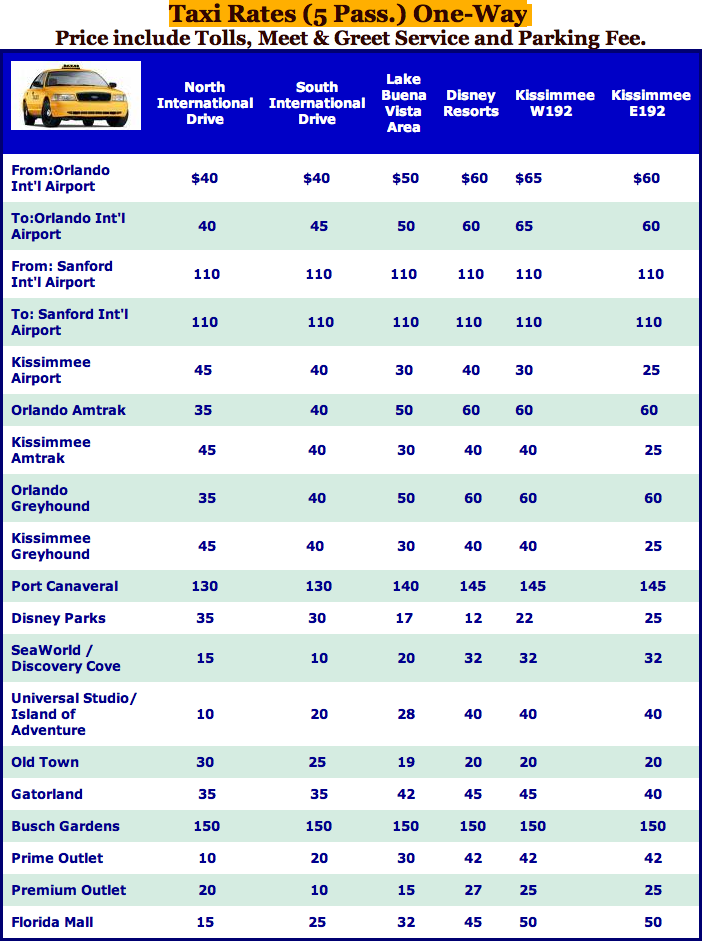 Taxi Rates (5 Pass.) One-Way
Price include Tolls, Meet & Greet Service and Parking Fee.
North International Drive South International Drive Lake Buena Vista Area Disney Resorts Kissimmee W192 Kissimmee E192
From:Orlando Int'l Airport $40 $40 $50 $60 $65 $60
To:Orlando Int'l Airport 40 45 50 60 65 60
From: Sanford Int'l Airport 110 110 110 110 110 110
To: Sanford Int'l Airport 110 110 110 110 110 110
Kissimmee Airport 45 40 30 40 30 25
Orlando Amtrak 35 40 50 60 60 60
Kissimmee Amtrak 45 40 30 40 40 25
Orlando Greyhound 35 40 50 60 60 60
Kissimmee Greyhound 45 40 30 40 40 25
Port Canaveral 130 130 140 145 145 145
Disney Parks 35 30 17 12 22 25
SeaWorld / Discovery Cove 15 10 20 32 32 32
Universal Studio/ Island of Adventure 10 20 28 40 40 40
Old Town 30 25 19 20 20 20
Gatorland 35 35 42 45 45 40
Busch Gardens 150 150 150 150 150 150
Prime Outlet 10 20 30 42 42 42
Premium Outlet 20 10 15 27 25 25
Florida Mall 15 25 32 45 50 50